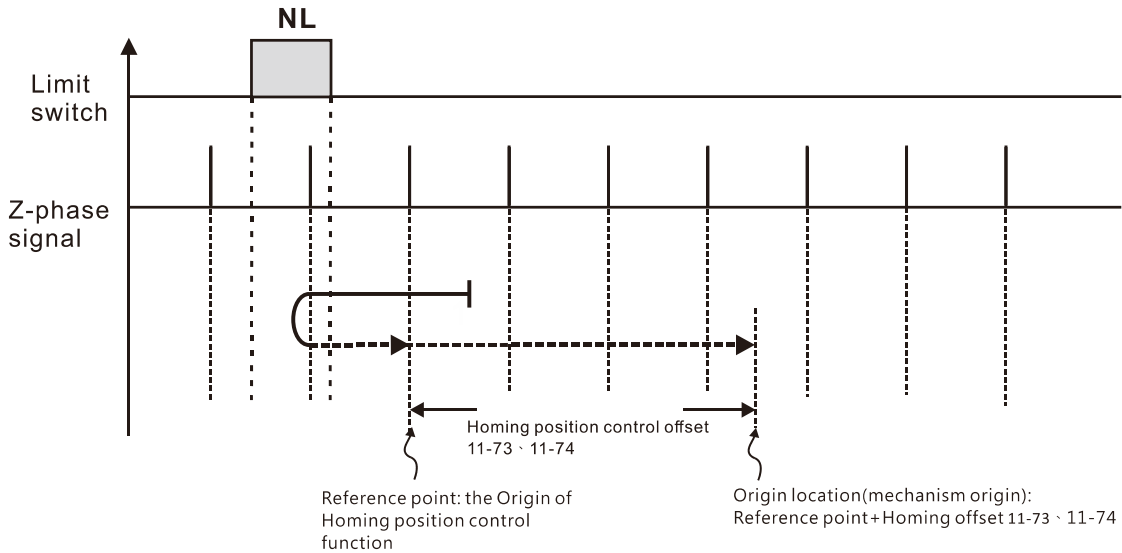 NL
Limit
switch
Z-phase
signal
Homing position control offset
11-73、11-74
Reference point: the Origin of
Homing position control
function
Origin location(mechanism origin):
Reference point+Homing offset 11-73、11-74